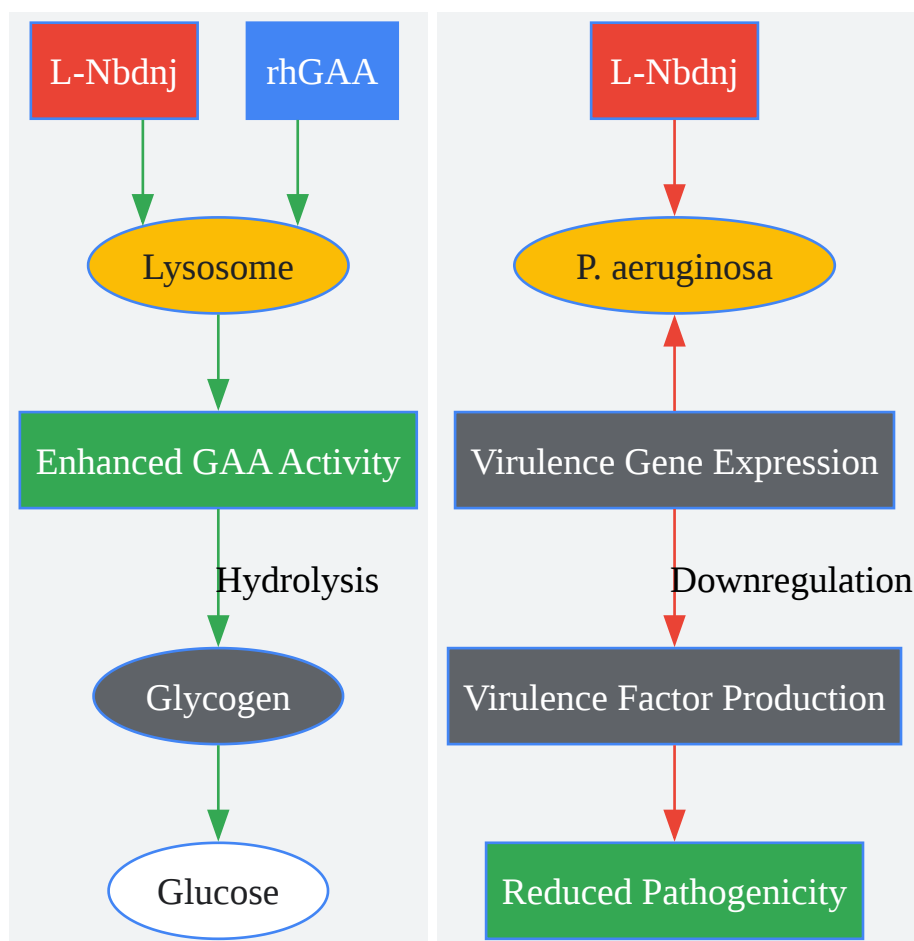 L-Nbdnj
rhGAA
Lysosome
Enhanced GAA Activity
Hydrolysis
Glycogen
Glucose
L-Nbdnj
P. aeruginosa
Virulence Gene Expression
Downregulation
Virulence Factor Production
Reduced Pathogenicity